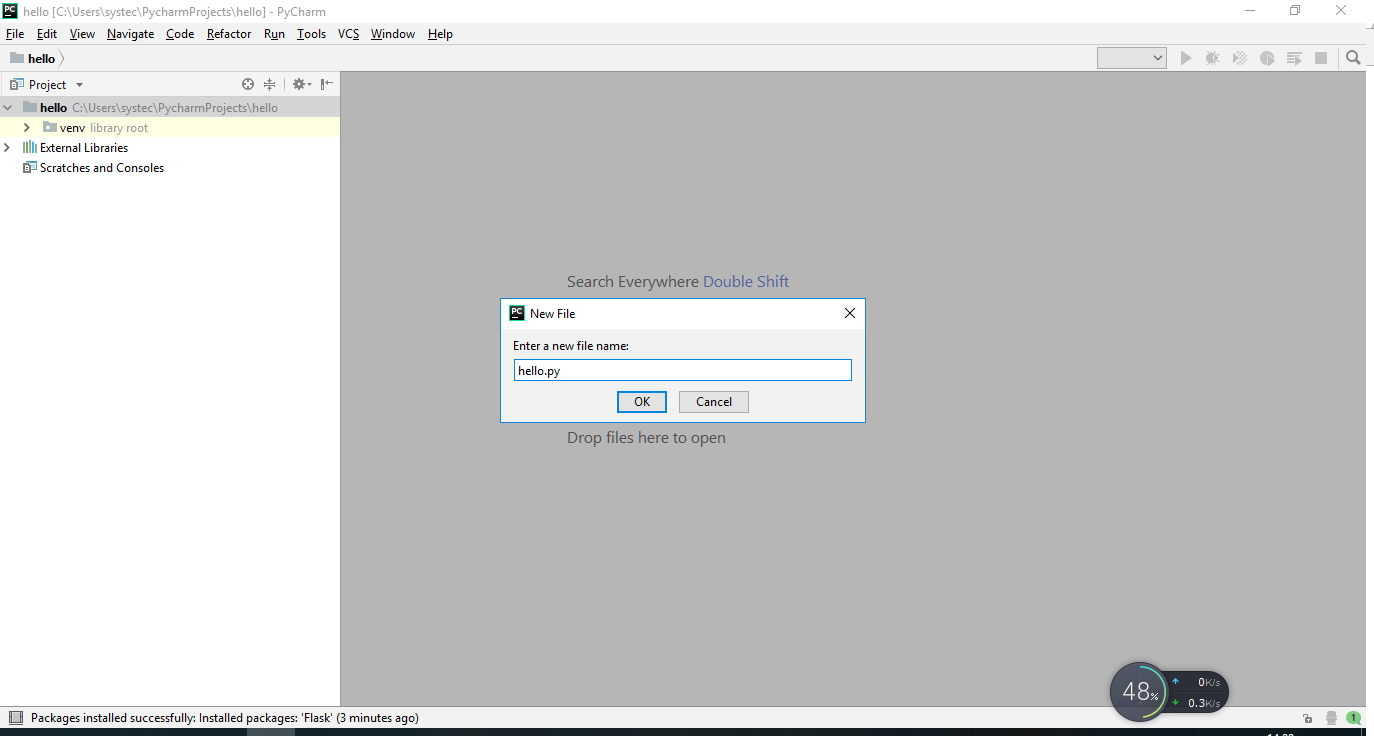 PC hello [C:\Users\systec\PycharmProjects\hello] - PyCharm
File Edit View Navigate Code Refactor Run Tools VCS Window Help
hello
Project
hello C:\Users\systec\PycharmProjects\hello
venv library root
External Libraries
Scratches and Consoles
Search Everywhere Double Shift
PC New File
Enter a new file name:
hello.py
OK Cancel
Drop files here to open
48% 0K/s
0.3K/s
Packages installed successfully: Installed packages: 'Flask' (3 minutes ago)
1